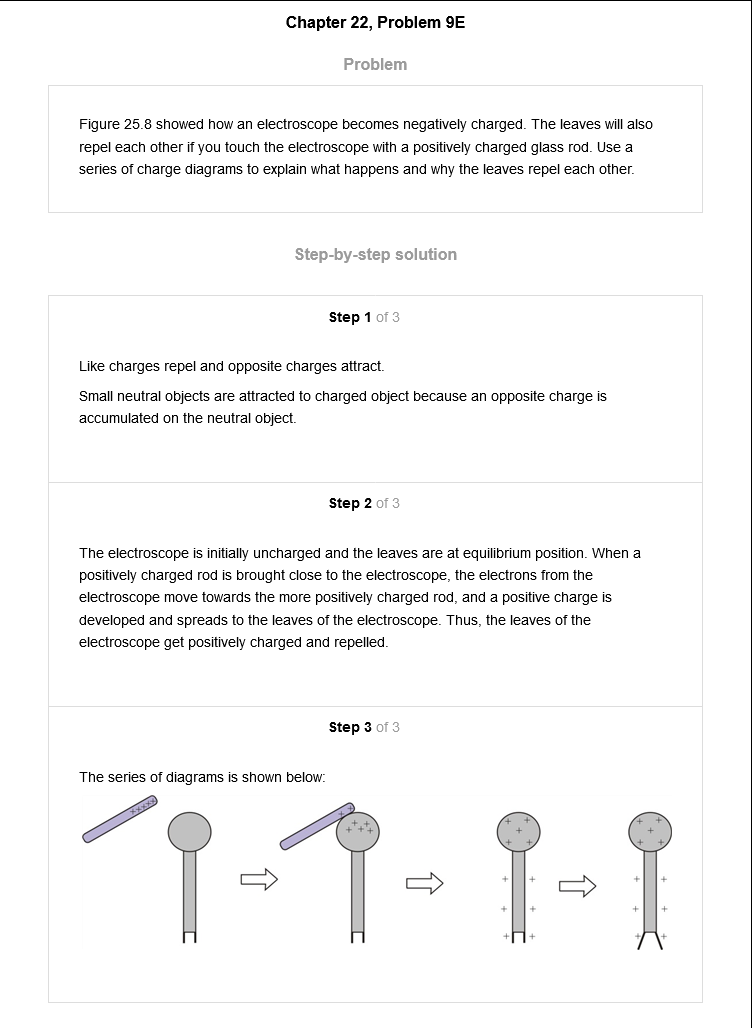 Chapter 22, Problem 9E
Problem
Figure 25.8 showed how an electroscope becomes negatively charged. The leaves will also
repel each other if you touch the electroscope with a positively charged glass rod. Use a
series of charge diagrams to explain what happens and why the leaves repel each other.
Step-by-step solution
Step 1 of 3
Like charges repel and opposite charges attract.
Small neutral objects are attracted to charged object because an opposite charge is
accumulated on the neutral object.
Step 2 of 3
The electroscope is initially uncharged and the leaves are at equilibrium position. When a
positively charged rod is brought close to the electroscope, the electrons from the
electroscope move towards the more positively charged rod, and a positive charge is
developed and spreads to the leaves of the electroscope. Thus, the leaves of the
electroscope get positively charged and repelled.
Step 3 of 3
The series of diagrams is shown below: